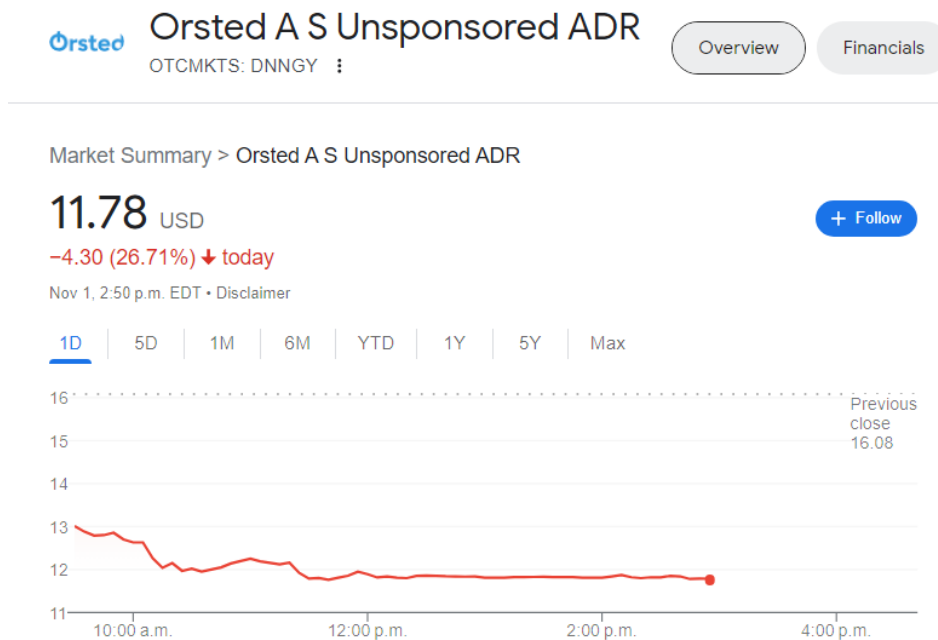 Orsted
Orsted A S Unsponsored ADR
OTCMKTS: DNNGY
Overview
Financials
Market Summary > Orsted A S Unsponsored ADR
11.78 USD
+ Follow
−4.30 (26.71%) ↓ today
Nov 1, 2:50 p.m. EDT • Disclaimer
1D 5D 1M 6M YTD 1Y 5Y Max
16
Previous
close
16.08
15
14
13
12
11
10:00 a.m. 12:00 p.m. 2:00 p.m. 4:00 p.m.